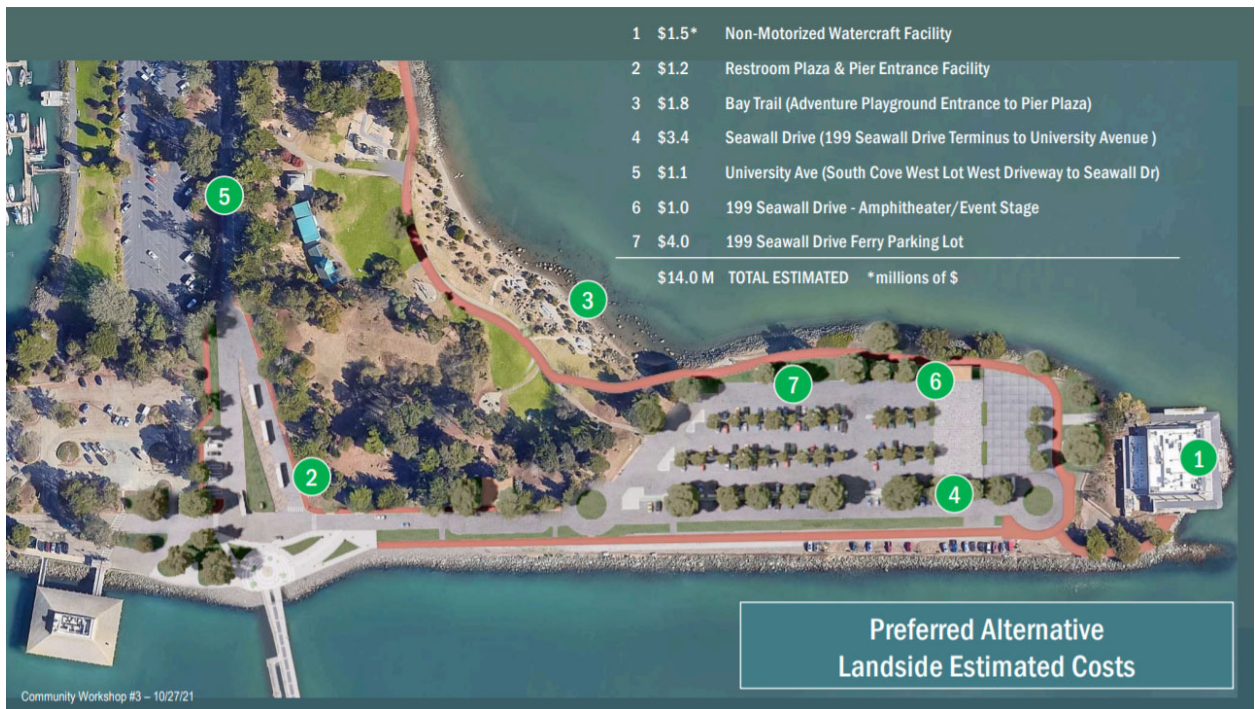 1 $1.5* Non-Motorized Watercraft Facility
2 $1.2 Restroom Plaza & Pier Entrance Facility
3 $1.8 Bay Trail (Adventure Playground Entrance to Pier Plaza)
4 $3.4 Seawall Drive (199 Seawall Drive Terminus to University Avenue )
5 $1.1 University Ave (South Cove West Lot West Driveway to Seawall Dr)
6 $1.0 199 Seawall Drive - Amphitheater/Event Stage
7 $4.0 199 Seawall Drive Ferry Parking Lot
$14.0 M TOTAL ESTIMATED *millions of $
5
3
7
6
1
2
4
Preferred Alternative
Landside Estimated Costs
Community Workshop #3 – 10/27/21